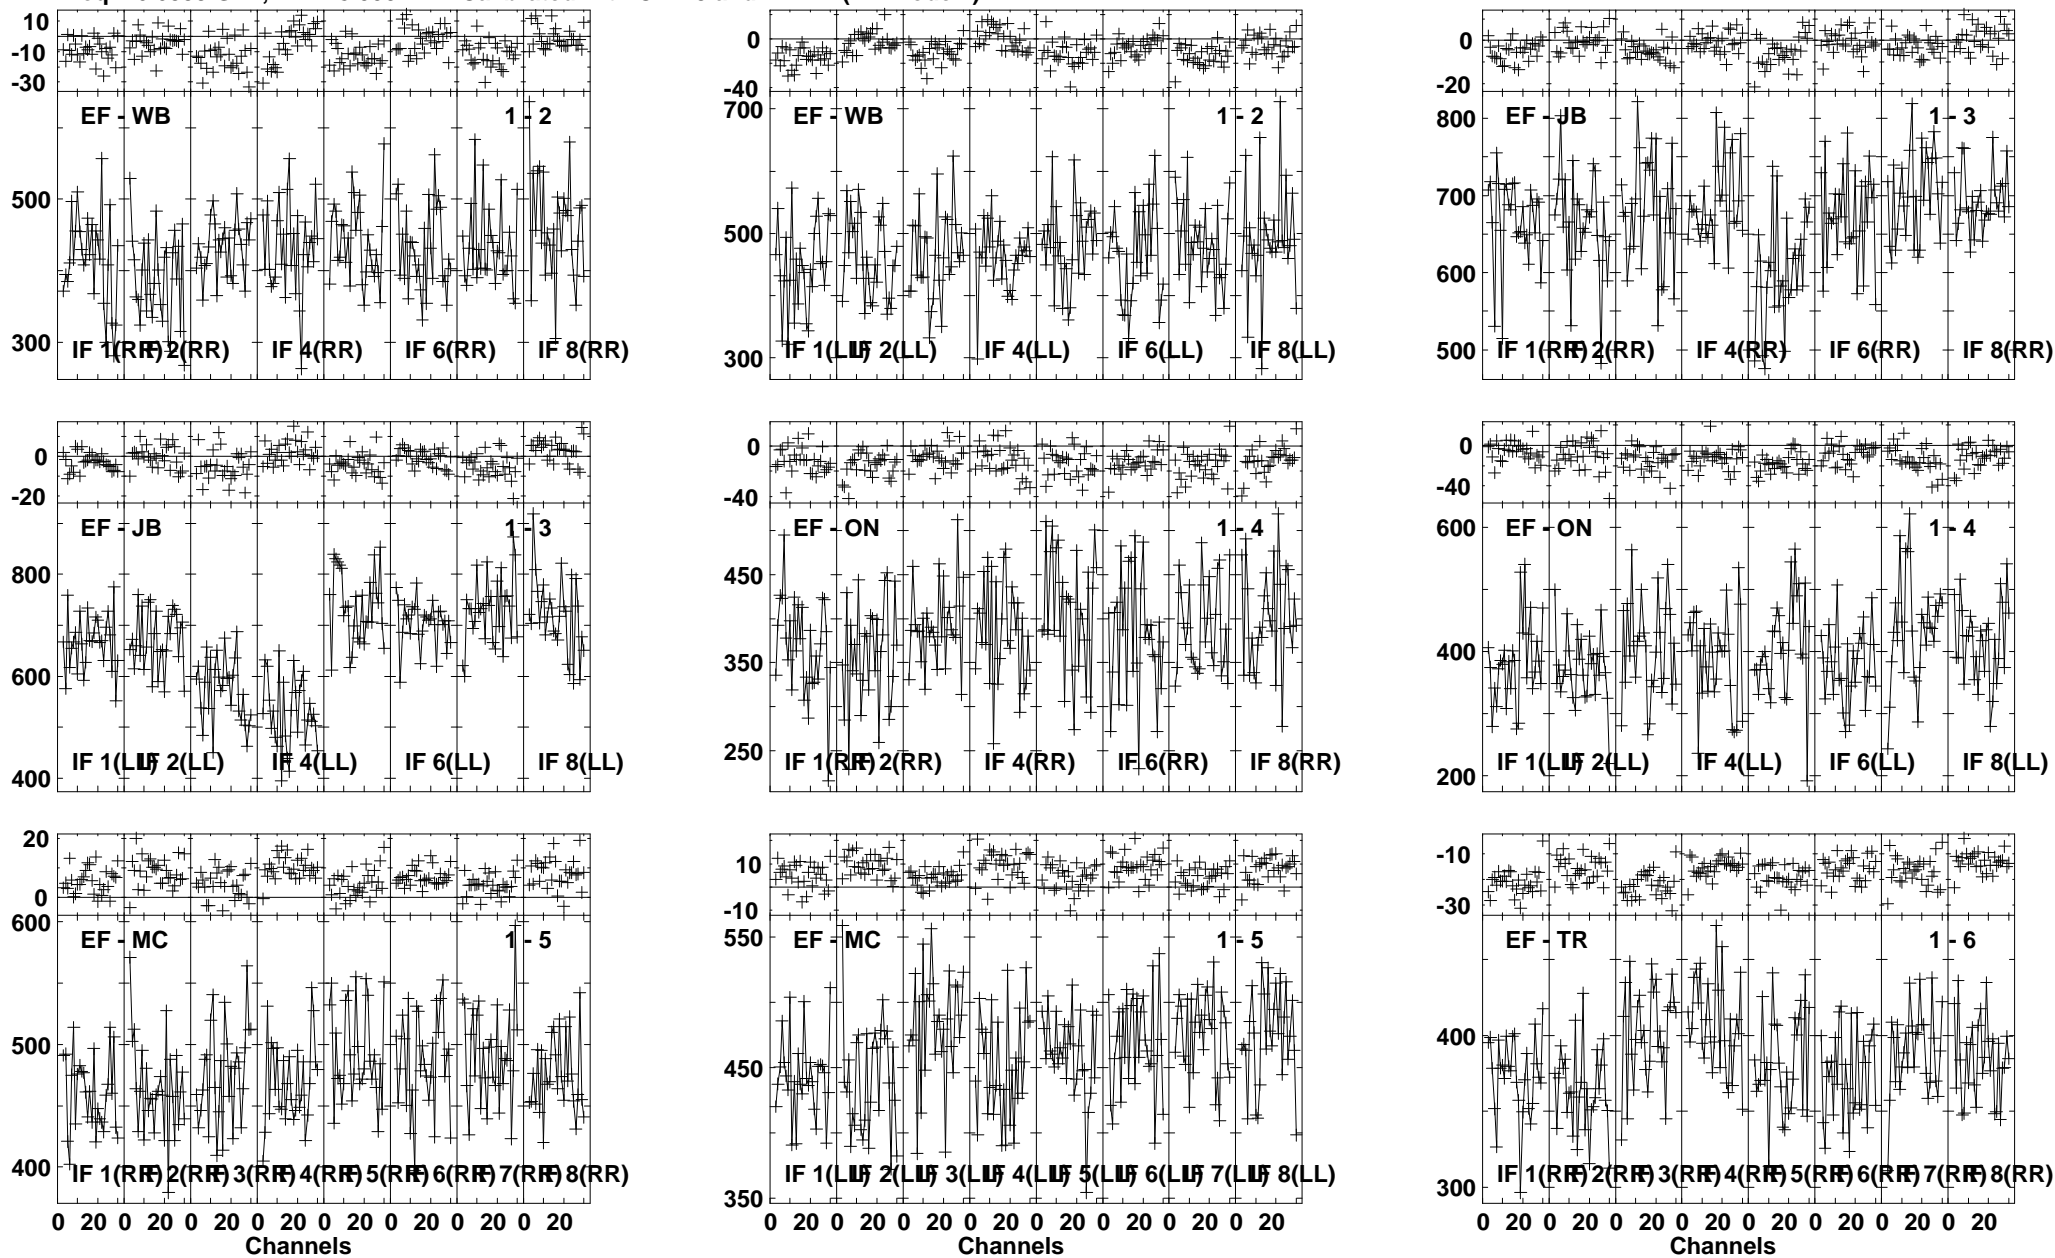 10
-10
-30
EF - WB
1 - 2
500
300
IF 1(RR)
IF 2(RR)
IF 4(RR)
IF 6(RR)
IF 8(RR)
0
-40
700
EF - WB
1 - 2
500
300
IF 1(LL)
IF 2(LL)
IF 4(LL)
IF 6(LL)
IF 8(LL)
0
-20
800
EF - JB
1 - 3
700
600
500
IF 1(RR)
IF 2(RR)
IF 4(RR)
IF 6(RR)
IF 8(RR)
0
-20
EF - JB
1 - 3
800
600
400
IF 1(LL)
IF 2(LL)
IF 4(LL)
IF 6(LL)
IF 8(LL)
0
-40
EF - ON
1 - 4
450
350
250
IF 1(RR)
IF 2(RR)
IF 4(RR)
IF 6(RR)
IF 8(RR)
0
-40
600
EF - ON
1 - 4
400
200
IF 1(LL)
IF 2(LL)
IF 4(LL)
IF 6(LL)
IF 8(LL)
20
0
600
EF - MC
1 - 5
500
400
IF 1(RR)
IF 2(RR)
IF 3(RR)
IF 4(RR)
IF 5(RR)
IF 6(RR)
IF 7(RR)
IF 8(RR)
0 20 0 20 0 20 0 20 0 20 0 20 0 20 0 20
Channels
10
-10
550
EF - MC
1 - 5
450
350
IF 1(LL)
IF 2(LL)
IF 3(LL)
IF 4(LL)
IF 5(LL)
IF 6(LL)
IF 7(LL)
IF 8(LL)
0 20 0 20 0 20 0 20 0 20 0 20 0 20 0 20
Channels
-10
-30
EF - TR
1 - 6
400
300
IF 1(RR)
IF 2(RR)
IF 3(RR)
IF 4(RR)
IF 5(RR)
IF 6(RR)
IF 7(RR)
IF 8(RR)
0 20 0 20 0 20 0 20 0 20 0 20 0 20 0 20
Channels